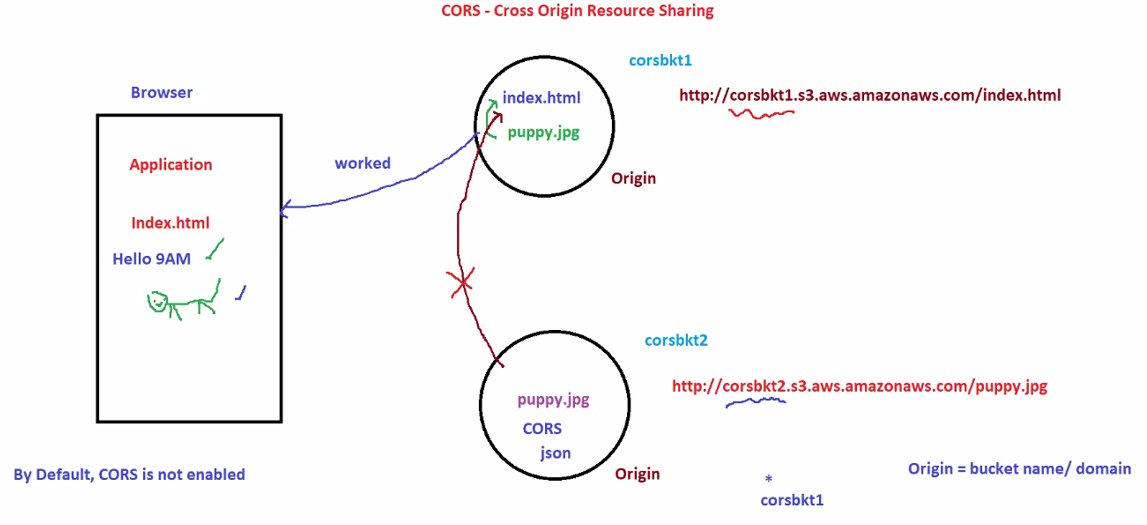 CORS - Cross Origin Resource Sharing
corsbkt1
Browser
index.html
http://corsbkt1.s3.aws.amazonaws.com/index.html
puppy.jpg
Application
worked
Origin
Index.html
Hello 9AM
corsbkt2
http://corsbkt2.s3.aws.amazonaws.com/puppy.jpg
puppy.jpg
CORS
json
By Default, CORS is not enabled
Origin
Origin = bucket name/ domain
*
corsbkt1